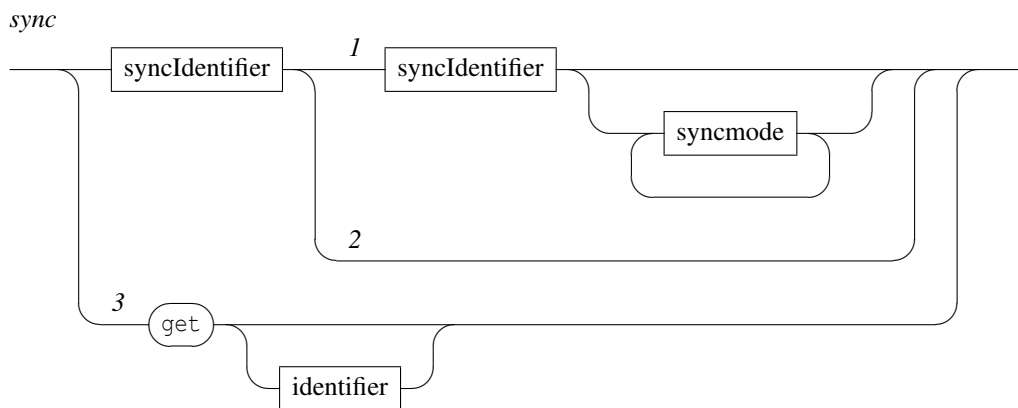 sync
1
syncIdentifier syncIdentifier
syncmode
2
3
get
identifier